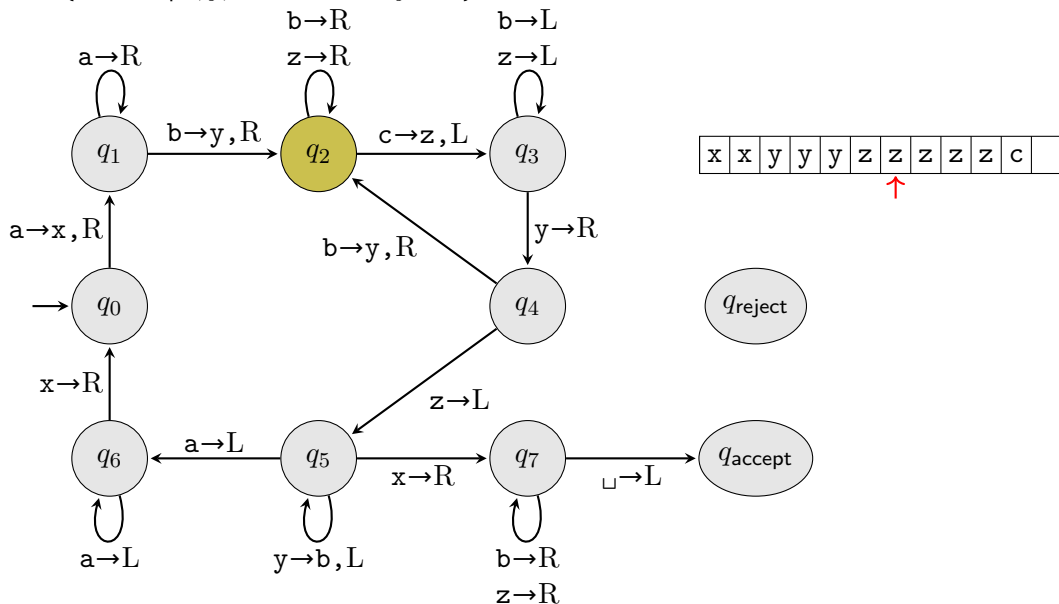 b→R
b→L
a→R
z→R
z→L
q1
b→y,R
q2
c→z,L
q3
x x y y y z z z z z c
↑
a→x,R
b→y,R
y→R
q0
q4
qreject
x→R
z→L
q6
a→L
q5
x→R
q7
␣→L
qaccept
a→L
y→b,L
b→R
z→R